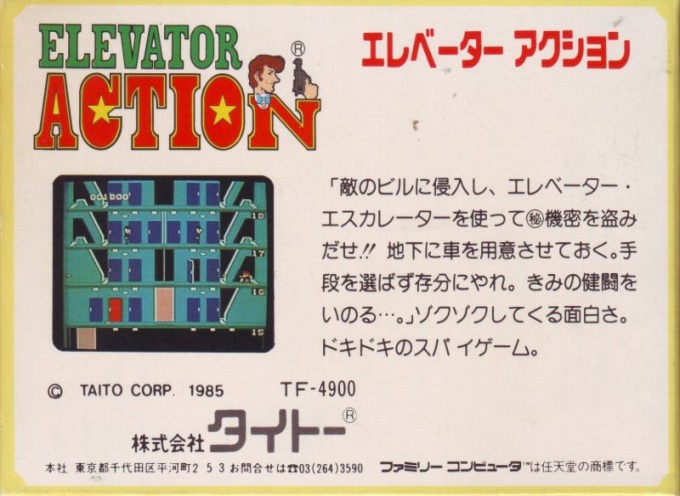 ELEVATOR
ACTION®
エレベーター アクション
001800
18
17
16
15
「敵のビルに侵入し、エレベーター・
エスカレーターを使って㊙機密を盗み
だせ!! 地下に車を用意させておく。手
段を選ばず存分にやれ。きみの健闘を
いのる…。」ゾクゾクしてくる面白さ。
ドキドキのスパイゲーム。
© TAITO CORP. 1985 TF-4900
株式会社 タイトー®
本社 東京都千代田区平河町2 5 3 お問合せは☎03(264)3590 ファミリー コンピュータ™は任天堂の商標です。